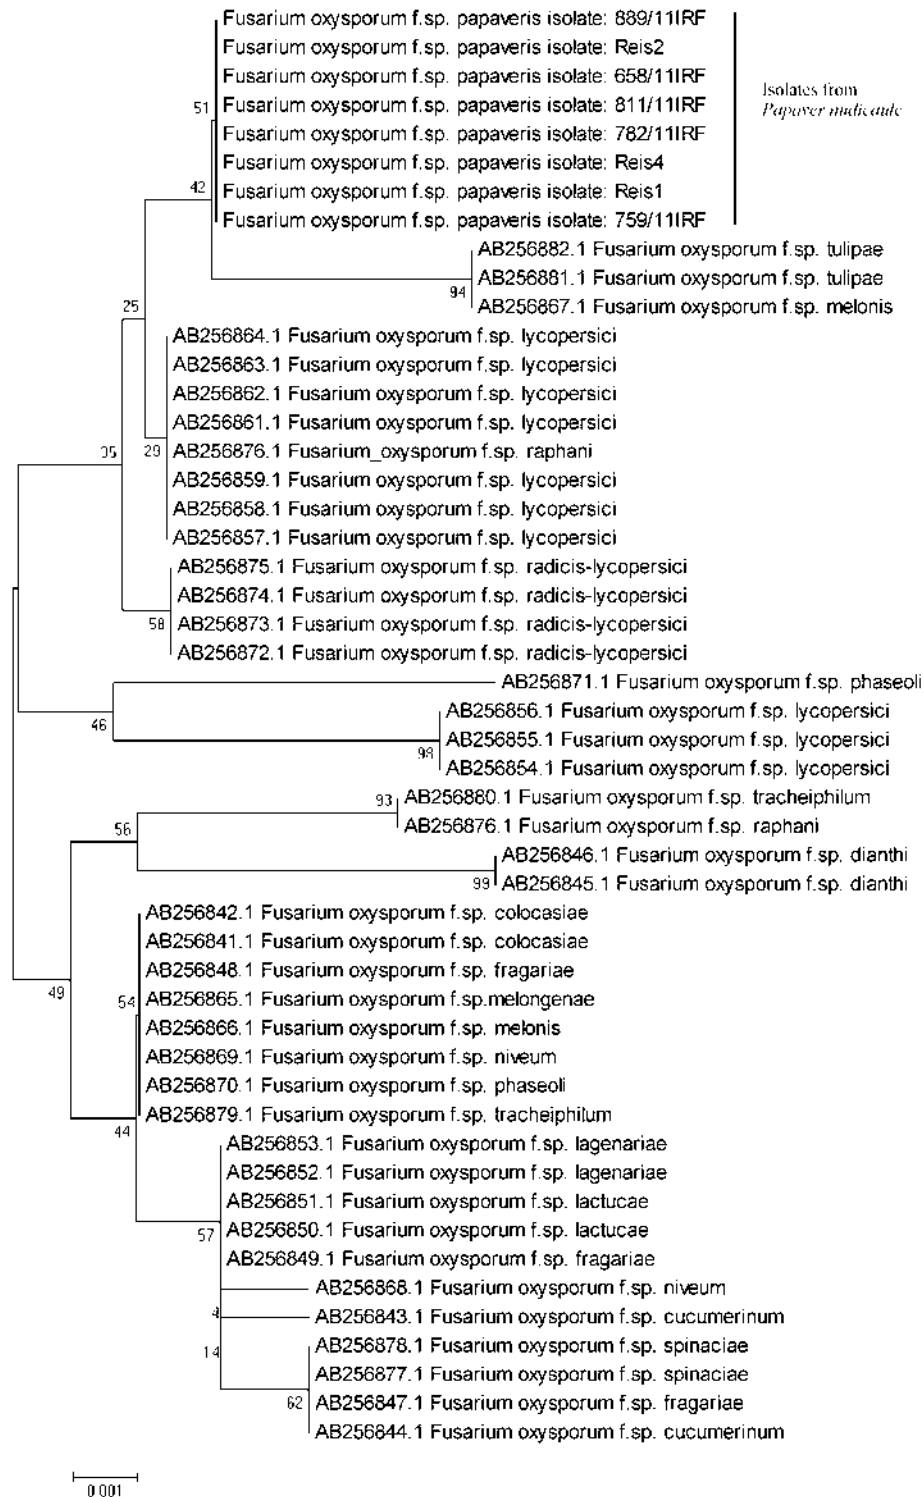 Fusarium oxysporum f.sp. papaveris isolate: 889/11IRF
Fusarium oxysporum f.sp. papaveris isolate: Reis2
Fusarium oxysporum f.sp. papaveris isolate: 658/11IRF
51
Fusarium oxysporum f.sp. papaveris isolate: 811/11IRF
Fusarium oxysporum f.sp. papaveris isolate: 782/11IRF
Isolates from
Papaver nudicaule
Fusarium oxysporum f.sp. papaveris isolate: Reis4
42
Fusarium oxysporum f.sp. papaveris isolate: Reis1
Fusarium oxysporum f.sp. papaveris isolate: 759/11IRF
AB256882.1 Fusarium oxysporum f.sp. tulipae
AB256881.1 Fusarium oxysporum f.sp. tulipae
94
AB256867.1 Fusarium oxysporum f.sp. melonis
25
AB256864.1 Fusarium oxysporum f.sp. lycopersici
AB256863.1 Fusarium oxysporum f.sp. lycopersici
AB256862.1 Fusarium oxysporum f.sp. lycopersici
AB256861.1 Fusarium oxysporum f.sp. lycopersici
35
29
AB256876.1 Fusarium_oxysporum f.sp. raphani
AB256859.1 Fusarium oxysporum f.sp. lycopersici
AB256858.1 Fusarium oxysporum f.sp. lycopersici
AB256857.1 Fusarium oxysporum f.sp. lycopersici
AB256875.1 Fusarium oxysporum f.sp. radicis-lycopersici
AB256874.1 Fusarium oxysporum f.sp. radicis-lycopersici
58
AB256873.1 Fusarium oxysporum f.sp. radicis-lycopersici
AB256872.1 Fusarium oxysporum f.sp. radicis-lycopersici
AB256871.1 Fusarium oxysporum f.sp. phaseoli
46
AB256856.1 Fusarium oxysporum f.sp. lycopersici
AB256855.1 Fusarium oxysporum f.sp. lycopersici
98
AB256854.1 Fusarium oxysporum f.sp. lycopersici
93
AB256880.1 Fusarium oxysporum f.sp. tracheiphilum
56
AB256876.1 Fusarium oxysporum f.sp. raphani
AB256846.1 Fusarium oxysporum f.sp. dianthi
99
AB256845.1 Fusarium oxysporum f.sp. dianthi
AB256842.1 Fusarium oxysporum f.sp. colocasiae
AB256841.1 Fusarium oxysporum f.sp. colocasiae
AB256848.1 Fusarium oxysporum f.sp. fragariae
49
54
AB256865.1 Fusarium oxysporum f.sp.melongenae
AB256866.1 Fusarium oxysporum f.sp. melonis
AB256869.1 Fusarium oxysporum f.sp. niveum
AB256870.1 Fusarium oxysporum f.sp. phaseoli
AB256879.1 Fusarium oxysporum f.sp. tracheiphilum
44
AB256853.1 Fusarium oxysporum f.sp. lagenariae
AB256852.1 Fusarium oxysporum f.sp. lagenariae
AB256851.1 Fusarium oxysporum f.sp. lactucae
57
AB256850.1 Fusarium oxysporum f.sp. lactucae
AB256849.1 Fusarium oxysporum f.sp. fragariae
AB256868.1 Fusarium oxysporum f.sp. niveum
4
AB256843.1 Fusarium oxysporum f.sp. cucumerinum
14
AB256878.1 Fusarium oxysporum f.sp. spinaciae
AB256877.1 Fusarium oxysporum f.sp. spinaciae
62
AB256847.1 Fusarium oxysporum f.sp. fragariae
AB256844.1 Fusarium oxysporum f.sp. cucumerinum
0.001